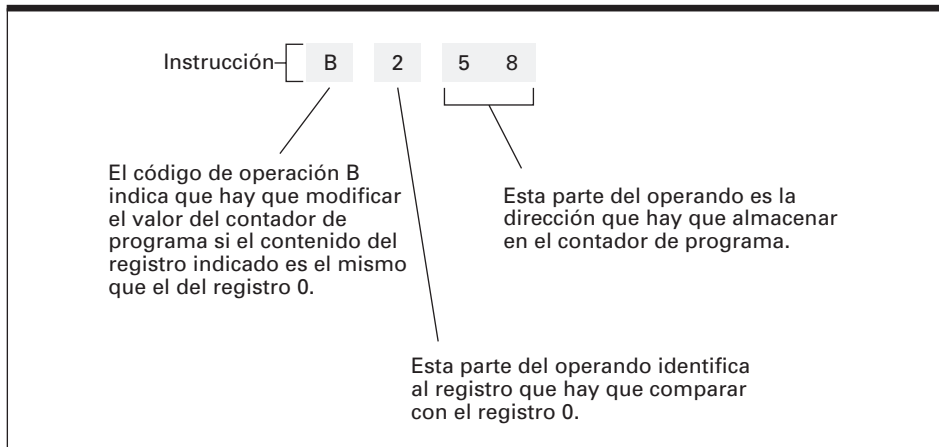 Instrucción B 2 5 8
El código de operación B
indica que hay que modificar
el valor del contador de
programa si el contenido del
registro indicado es el mismo
que el del registro 0.
Esta parte del operando es la
dirección que hay que almacenar
en el contador de programa.
Esta parte del operando identifica
al registro que hay que comparar
con el registro 0.